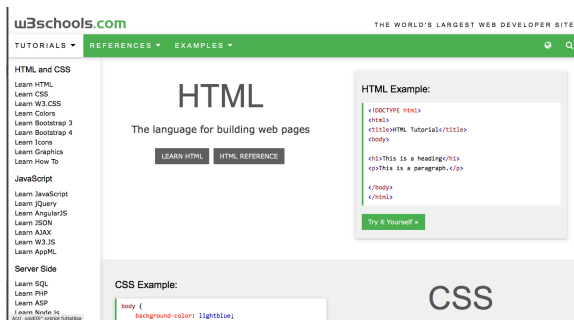 w3schools.com
THE WORLD'S LARGEST WEB DEVELOPER SITE
TUTORIALS REFERENCES EXAMPLES
HTML and CSS
Learn HTML
Learn CSS
Learn W3.CSS
Learn Colors
Learn Bootstrap 3
Learn Bootstrap 4
Learn Icons
Learn Graphics
Learn How To
JavaScript
Learn JavaScript
Learn jQuery
Learn AngularJS
Learn JSON
Learn AJAX
Learn W3.JS
Learn AppML
Server Side
Learn SQL
Learn PHP
Learn ASP
Learn Node.js
HTML
The language for building web pages
LEARN HTML HTML REFERENCE
HTML Example:
<!DOCTYPE html>
<html>
<title>HTML Tutorial</title>
<body>
<h1>This is a heading</h1>
<p>This is a paragraph.</p>
</body>
</html>
Try it Yourself »
CSS Example:
body {
background-color: lightblue;
CSS